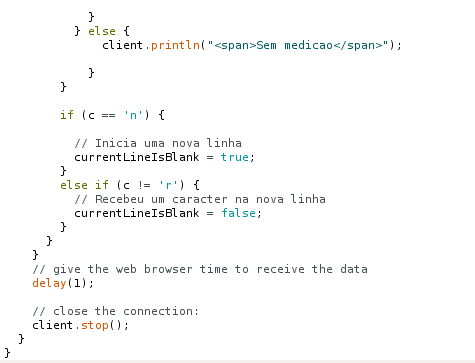 }
          } else {
              client.println("<span>Sem medicao</span>");

            }
        }

        if (c == 'n') {

          // Inicia uma nova linha
          currentLineIsBlank = true;
        }
        else if (c != 'r') {
          // Recebeu um caracter na nova linha
          currentLineIsBlank = false;
        }
      }
    }
    // give the web browser time to receive the data
    delay(1);

    // close the connection:
    client.stop();
  }
}